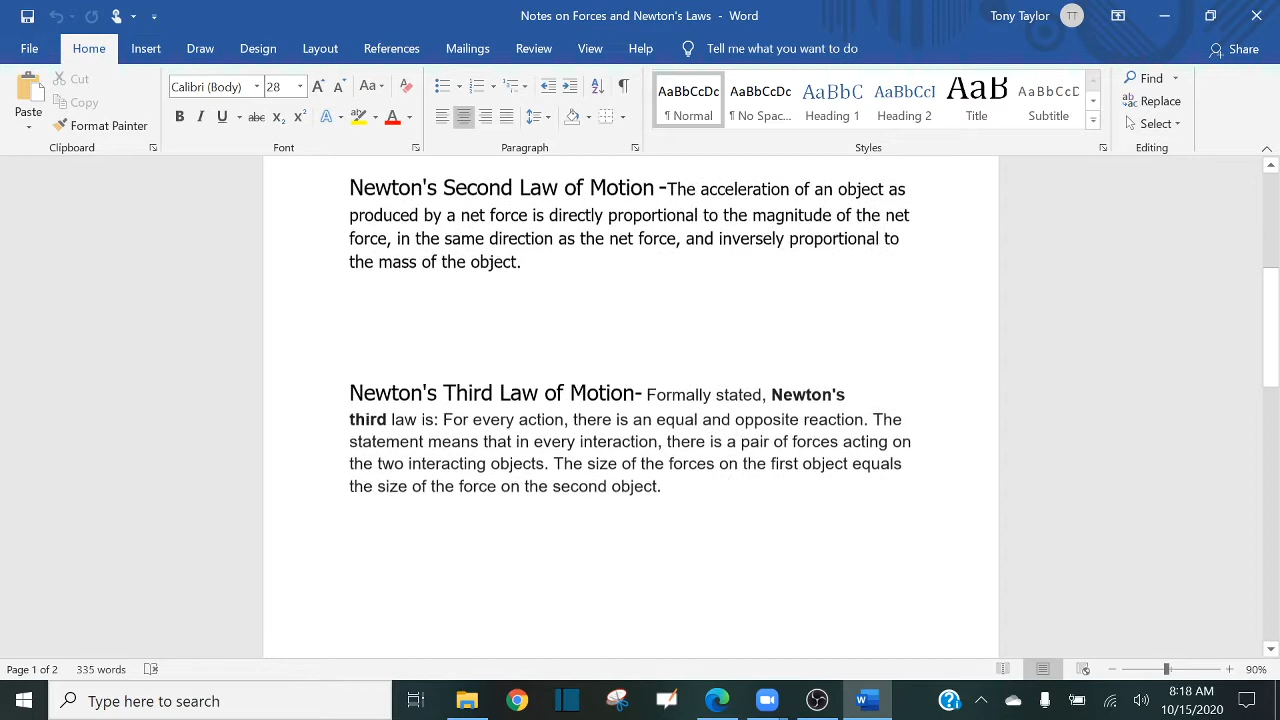 Notes on Forces and Newton's Laws - Word
Tony Taylor TT
File Home Insert Draw Design Layout References Mailings Review View Help Tell me what you want to do Share
Paste
Cut
Copy
Format Painter
Clipboard
Calibri (Body) 28
Font
Paragraph
AaBbCcDc AaBbCcDc AaBbC AaBbCcI AaB AaBbCcD
¶ Normal ¶ No Spac... Heading 1 Heading 2 Title Subtitle
Styles
Find
Replace
Select
Editing
Newton's Second Law of Motion -The acceleration of an object as
produced by a net force is directly proportional to the magnitude of the net
force, in the same direction as the net force, and inversely proportional to
the mass of the object.
Newton's Third Law of Motion- Formally stated, Newton's
third law is: For every action, there is an equal and opposite reaction. The
statement means that in every interaction, there is a pair of forces acting on
the two interacting objects. The size of the forces on the first object equals
the size of the force on the second object.
Page 1 of 2 335 words 90%
Type here to search
8:18 AM
10/15/2020